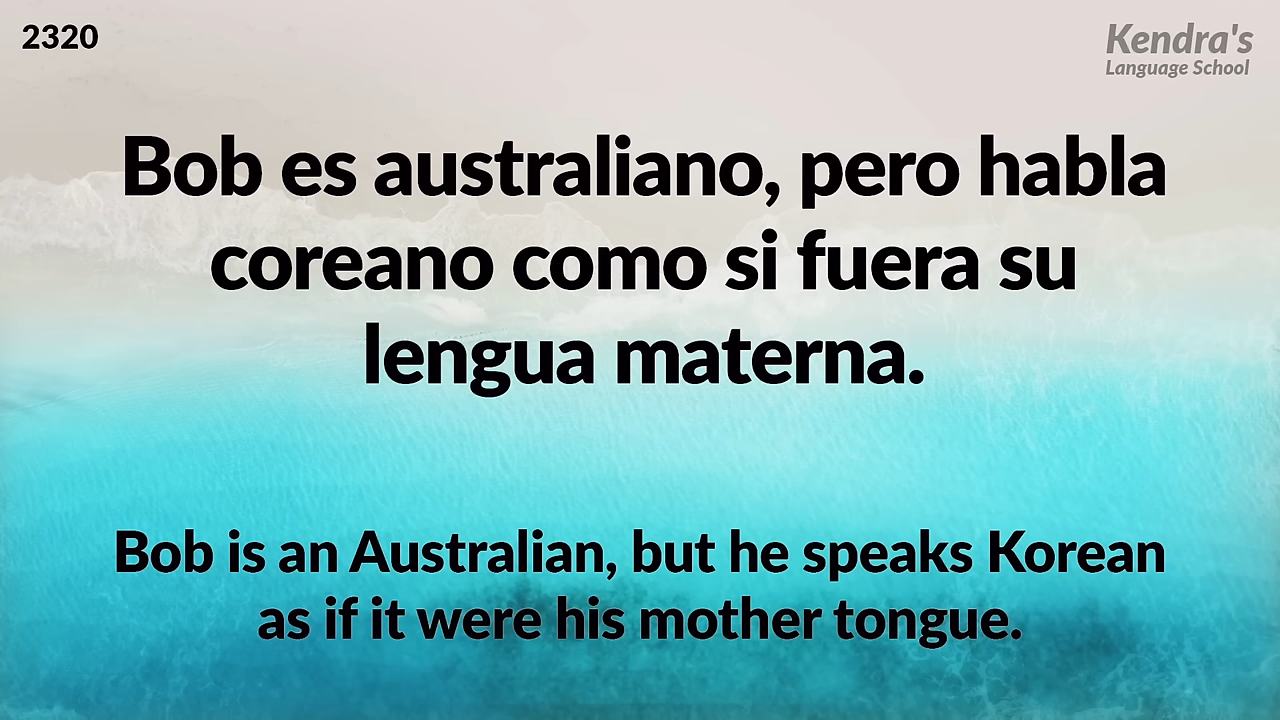 2320
Kendra's
Language School
Bob es australiano, pero habla
coreano como si fuera su
lengua materna.
Bob is an Australian, but he speaks Korean
as if it were his mother tongue.